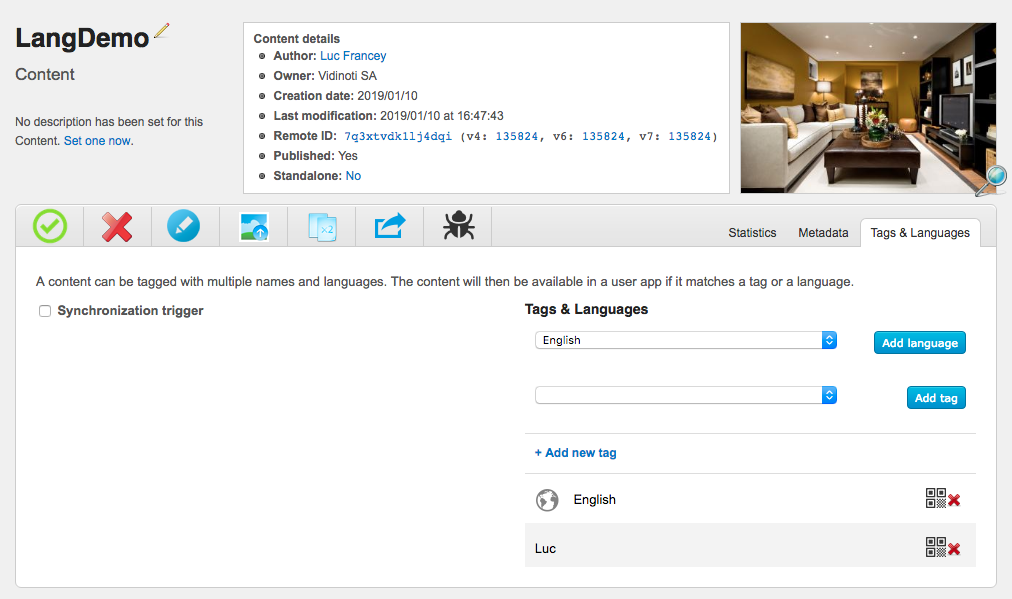 LangDemo
Content
No description has been set for this
Content. Set one now.
Content details
Author: Luc Francey
Owner: Vidinoti SA
Creation date: 2019/01/10
Last modification: 2019/01/10 at 16:47:43
Remote ID: 7q3xtvdkllj4dqi (v4: 135824, v6: 135824, v7: 135824)
Published: Yes
Standalone: No
x2
Statistics
Metadata
Tags & Languages
A content can be tagged with multiple names and languages. The content will then be available in a user app if it matches a tag or a language.
Synchronization trigger
Tags & Languages
English
Add language
Add tag
+ Add new tag
English
Luc